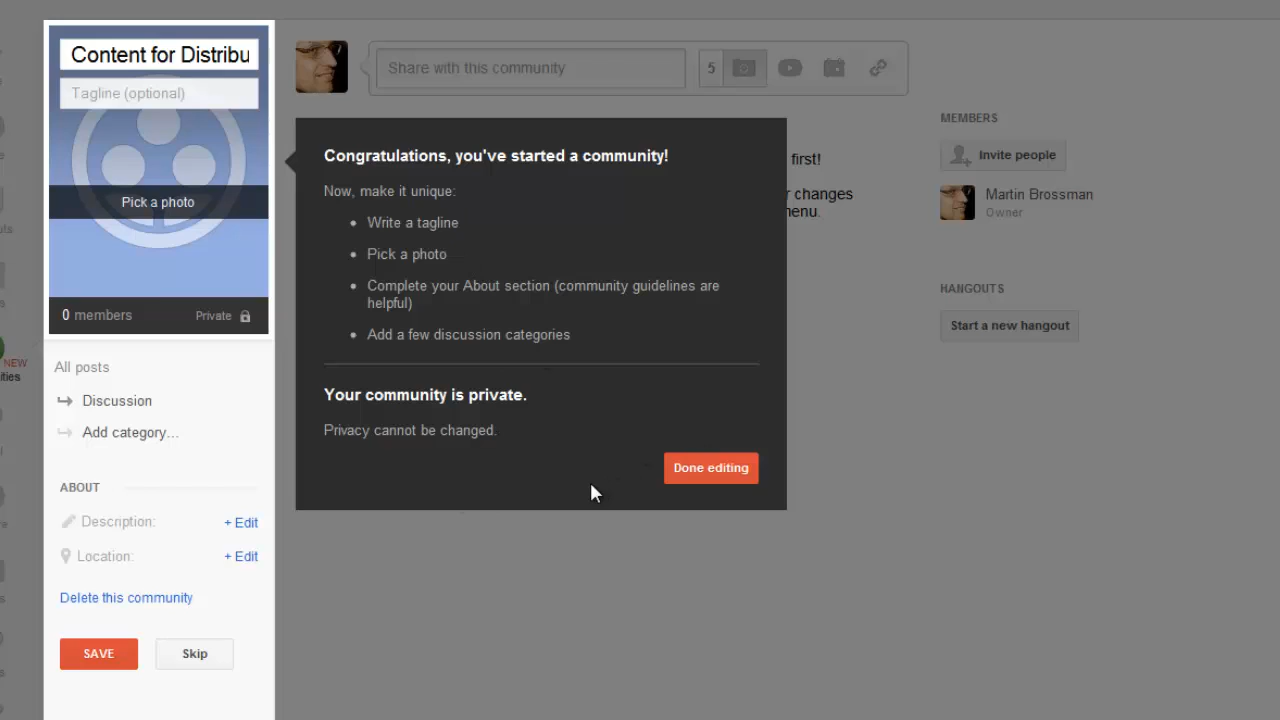 Content for Distribu
Tagline (optional)
Pick a photo
0 members
Private
All posts
Discussion
Add category...
ABOUT
Description:
+ Edit
Location:
+ Edit
Delete this community
SAVE
Skip
NEW
ities
Share with this community
5
Congratulations, you've started a community!
Now, make it unique:
Write a tagline
Pick a photo
Complete your About section (community guidelines are
helpful)
Add a few discussion categories
Your community is private.
Privacy cannot be changed.
Done editing
first!
r changes
menu.
MEMBERS
Invite people
Martin Brossman
Owner
HANGOUTS
Start a new hangout